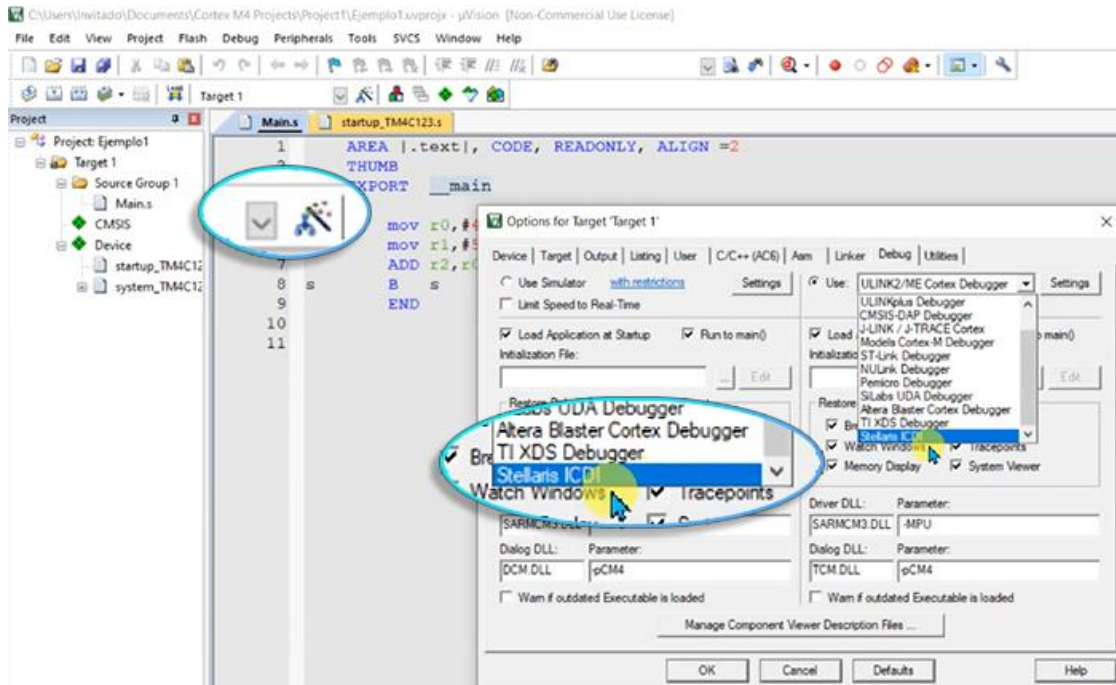 C:\Users\Invitado\Documents\Cortex M4 Projects\Project1\Ejemplo1.uvprojx - µVision [Non-Commercial Use License]
File Edit View Project Flash Debug Peripherals Tools SVCS Window Help
Target 1
Project
Project: Ejemplo1
Target 1
Source Group 1
Main.s
CMSIS
Device
startup_TM4C12
system_TM4C12
Main.s startup_TM4C123.s
1 AREA |.text|, CODE, READONLY, ALIGN =2
THUMB
EXPORT __main
mov r0,#4
mov r1,#5
7 ADD r2,r0
8 s B s
9 END
10
11
Options for Target 'Target 1'
Device Target Output Listing User C/C++ (AC6) Asm Linker Debug Utilities
Use Simulator with restrictions Settings
Limit Speed to Real-Time
Load Application at Startup Run to main()
Initialization File:
... Edit...
Use: ULINK2/ME Cortex Debugger Settings
ULINKplus Debugger
CMSIS-DAP Debugger
J-LINK / J-TRACE Cortex
Models Cortex-M Debugger
ST-Link Debugger
NULink Debugger
Pemicro Debugger
SiLabs UDA Debugger
Altera Blaster Cortex Debugger
TI XDS Debugger
Stellaris ICDI
Load main()
Edit...
Restore
Watch Windows Tracepoints
Memory Display System Viewer
UDA Debugger
Altera Blaster Cortex Debugger
TI XDS Debugger
Stellaris ICDI
Watch Windows Tracepoints
SARMCM3.DLL
Dialog DLL: Parameter:
DCM.DLL -pCM4
Warn if outdated Executable is loaded
Driver DLL: Parameter:
SARMCM3.DLL -MPU
Dialog DLL: Parameter:
TCM.DLL -pCM4
Warn if outdated Executable is loaded
Manage Component Viewer Description Files ...
OK Cancel Defaults Help